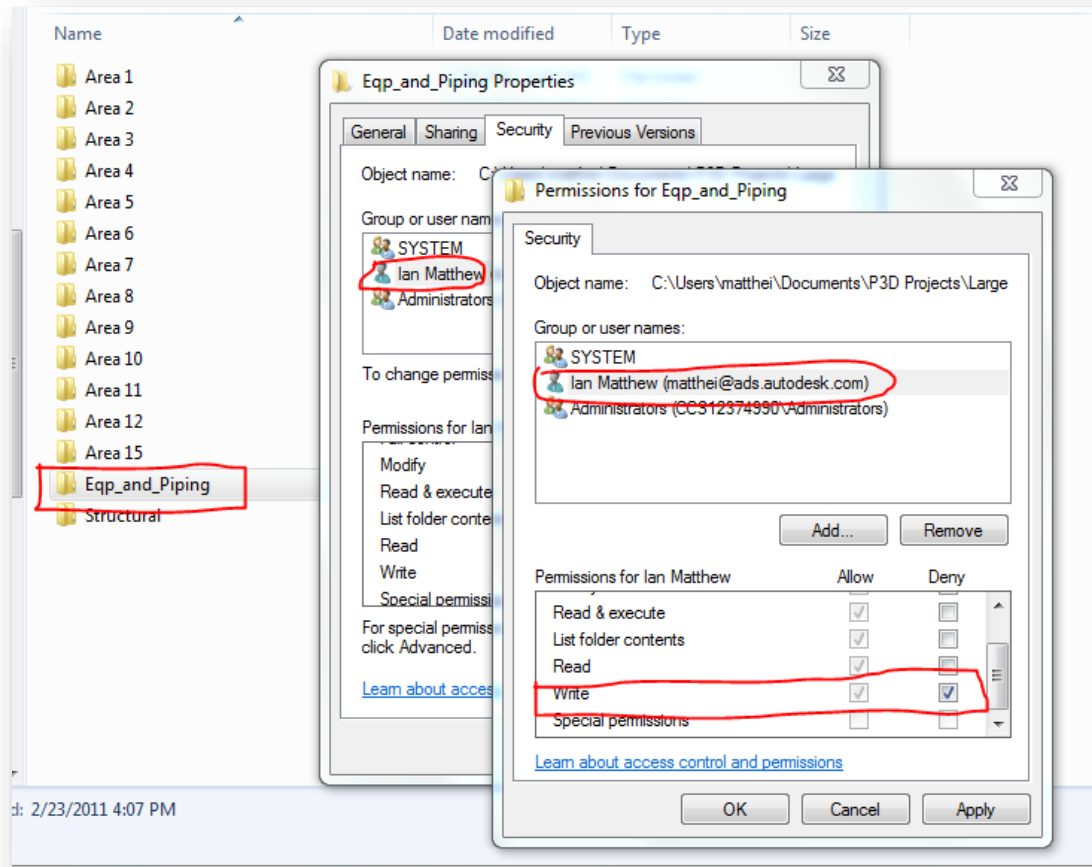 Name Date modified Type Size
Area 1
Area 2
Area 3
Area 4
Area 5
Area 6
Area 7
Area 8
Area 9
Area 10
Area 11
Area 12
Area 15
Eqp_and_Piping
Structural
d: 2/23/2011 4:07 PM
Eqp_and_Piping Properties
General Sharing Security Previous Versions
Object name: C:
Group or user nam
SYSTEM
Ian Matthew
Administrators
To change permiss
Permissions for Ian
Modify
Read & execute
List folder conte
Read
Write
Special permissi
For special permiss
click Advanced.
Learn about acces
Permissions for Eqp_and_Piping
Security
Object name: C:\Users\matthei\Documents\P3D Projects\Large
Group or user names:
SYSTEM
Ian Matthew (matthei@ads.autodesk.com)
Administrators (CCS12374990\Administrators)
Add... Remove
Permissions for Ian Matthew Allow Deny
Read & execute
List folder contents
Read
Write
Special permissions
Learn about access control and permissions
OK Cancel Apply